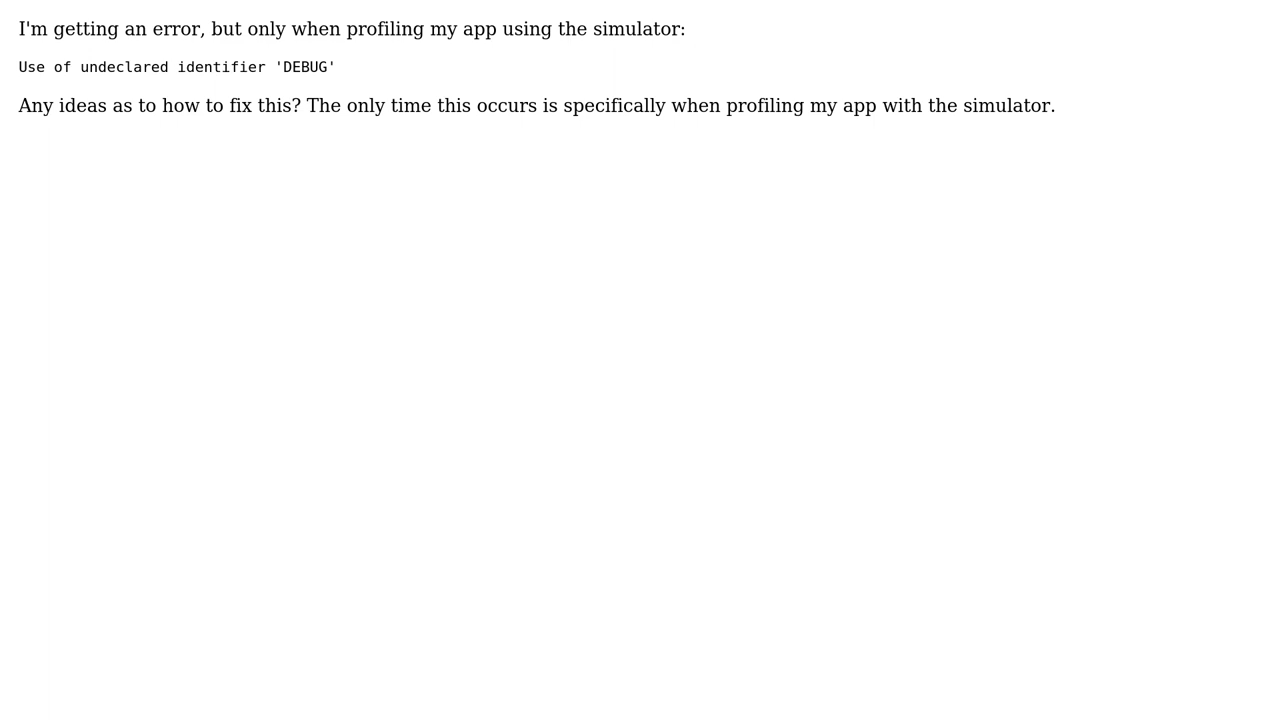 I'm getting an error, but only when profiling my app using the simulator:
Use of undeclared identifier 'DEBUG'
Any ideas as to how to fix this? The only time this occurs is specifically when profiling my app with the simulator.